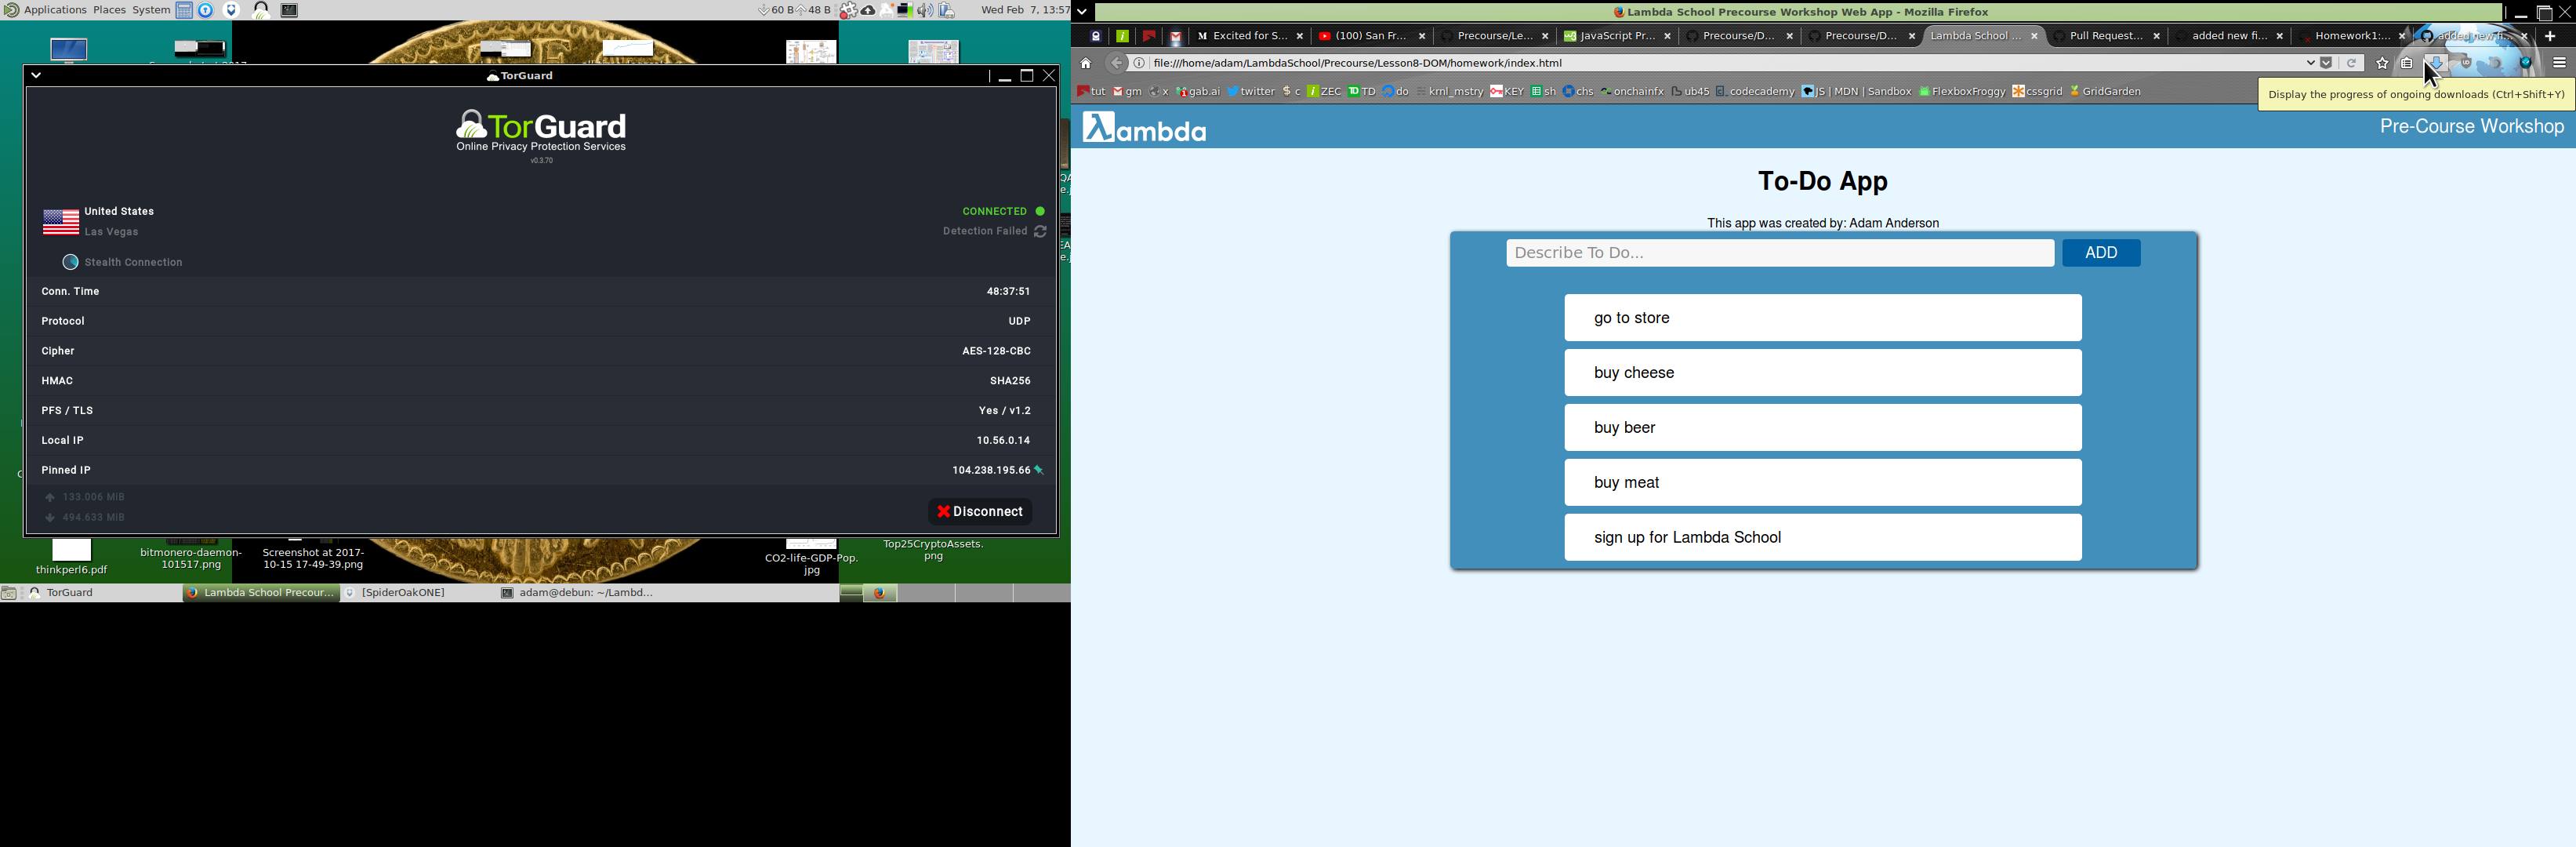 Applications Places System 60 B 48 B Wed Feb 7, 13:57
TorGuard
TorGuard
Online Privacy Protection Services
v0.3.70
United States CONNECTED
Las Vegas Detection Failed
Stealth Connection
Conn. Time 48:37:51
Protocol UDP
Cipher AES-128-CBC
HMAC SHA256
PFS / TLS Yes / v1.2
Local IP 10.56.0.14
Pinned IP 104.238.195.66
133.006 MiB
494.633 MiB
Disconnect
thinkperl6.pdf
bitmonero-daemon-
101517.png
Screenshot at 2017-
10-15 17-49-39.png
CO2-life-GDP-Pop.
jpg
Top25CryptoAssets.
png
TorGuard Lambda School Precour... [SpiderOakONE] adam@debun: ~/Lambd...
Lambda School Precourse Workshop Web App - Mozilla Firefox
Excited for S... (100) San Fr... Precourse/Le... JavaScript Pr... Precourse/D... Precourse/D... Lambda School ... Pull Request... added new fi... Homework1:... added new fi...
file:///home/adam/LambdaSchool/Precourse/Lesson8-DOM/homework/index.html
tut gm x gab.ai twitter c ZEC TD do krnl_mstry KEY sh chs onchainfx ub45 codecademy JS | MDN | Sandbox FlexboxFroggy cssgrid GridGarden
Display the progress of ongoing downloads (Ctrl+Shift+Y)
λambda Pre-Course Workshop
To-Do App
This app was created by: Adam Anderson
Describe To Do... ADD
go to store
buy cheese
buy beer
buy meat
sign up for Lambda School